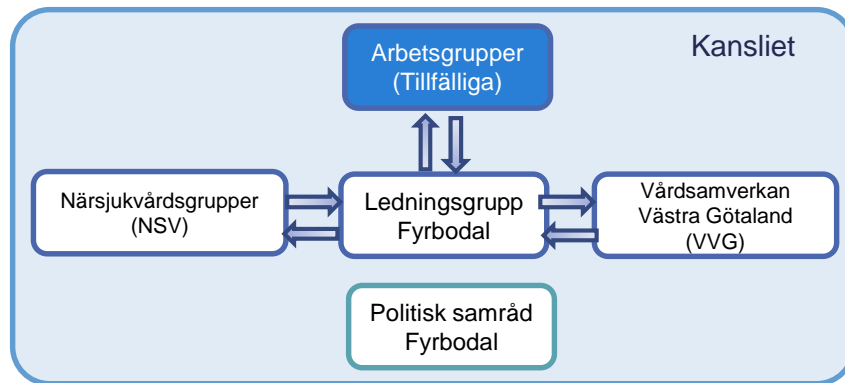 Kansliet
Arbetsgrupper
(Tillfälliga)
Närsjukvårdsgrupper
(NSV)
Ledningsgrupp
Fyrbodal
Vårdsamverkan
Västra Götaland
(VVG)
Politisk samråd
Fyrbodal